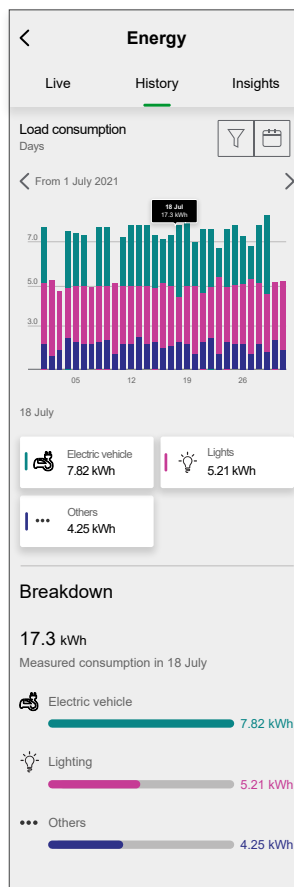 Energy
Live History Insights
Load consumption
Days
From 1 July 2021
18 Jul
17.3 kWh
7.0
5.0
3.0
05 12 19 26
18 July
Electric vehicle
7.82 kWh
Lights
5.21 kWh
Others
4.25 kWh
Breakdown
17.3 kWh
Measured consumption in 18 July
Electric vehicle
7.82 kWh
Lighting
5.21 kWh
Others
4.25 kWh